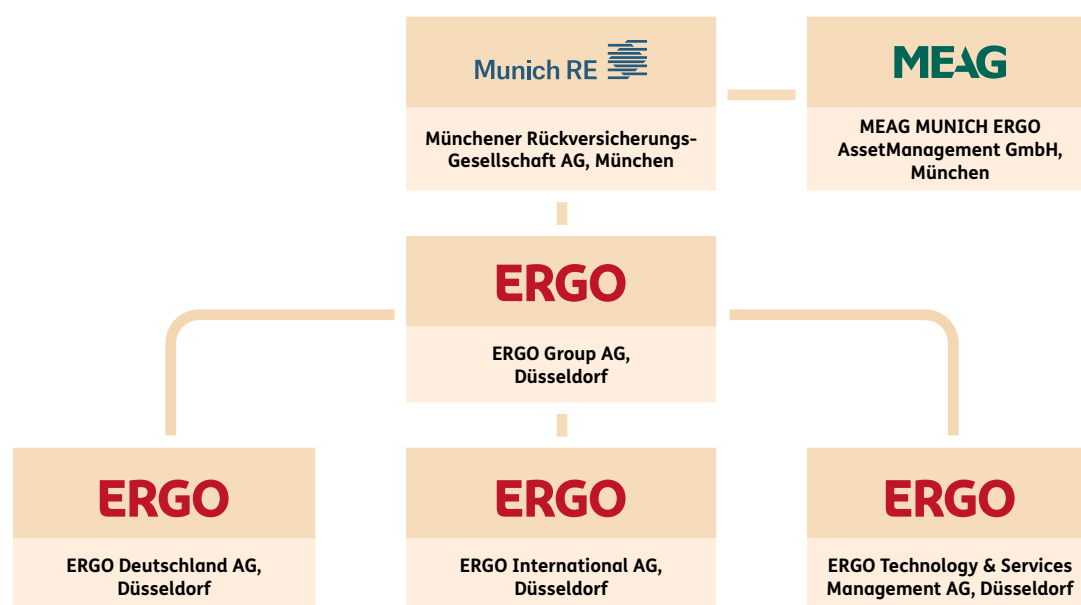 Munich RE
Münchener Rückversicherungs-
Gesellschaft AG, München
MEAG
MEAG MUNICH ERGO
AssetManagement GmbH,
München
ERGO
ERGO Group AG,
Düsseldorf
ERGO
ERGO Deutschland AG,
Düsseldorf
ERGO
ERGO International AG,
Düsseldorf
ERGO
ERGO Technology & Services
Management AG, Düsseldorf